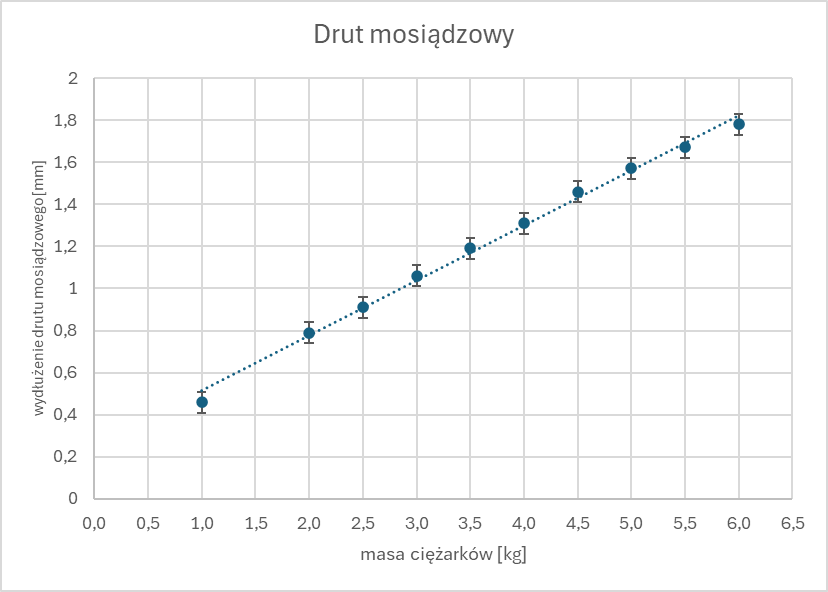 Drut mosiądzowy
wydłużenie drutu mosiądzowego [mm]
2
1,8
1,6
1,4
1,2
1
0,8
0,6
0,4
0,2
0
0,0 0,5 1,0 1,5 2,0 2,5 3,0 3,5 4,0 4,5 5,0 5,5 6,0 6,5
masa ciężarków [kg]